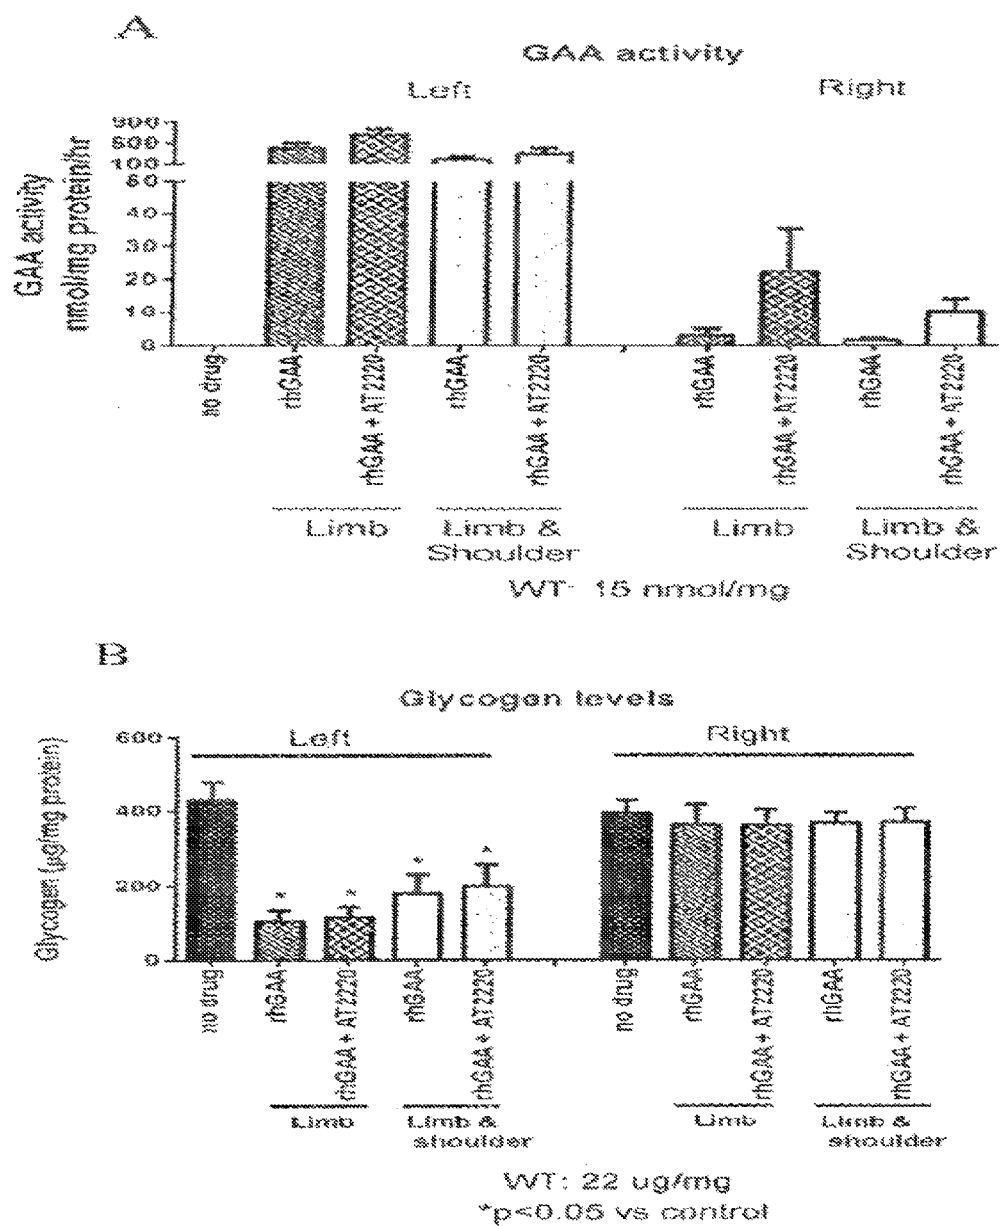 A
GAA activity
Left Right
GAA activity
nmol/mg protein/hr
900
500
100
50
40
30
20
10
0
no drug
rhGAA
rhGAA + AT2220
rhGAA
rhGAA + AT2220
rhGAA
rhGAA + AT2220
rhGAA
rhGAA + AT2220
Limb
Limb &
Shoulder
Limb
Limb &
Shoulder
WT: 15 nmol/mg
B
Glycogan levels
Left Right
Glycogen (µg/mg protein)
600
400
200
0
* * * *
no drug
rhGAA
rhGAA + AT2220
rhGAA
rhGAA + AT2220
no drug
rhGAA
rhGAA + AT2220
rhGAA
rhGAA + AT2220
Limb
Limb &
shoulder
Limb
Limb &
shoulder
WT: 22 ug/mg
*p<0.05 vs control